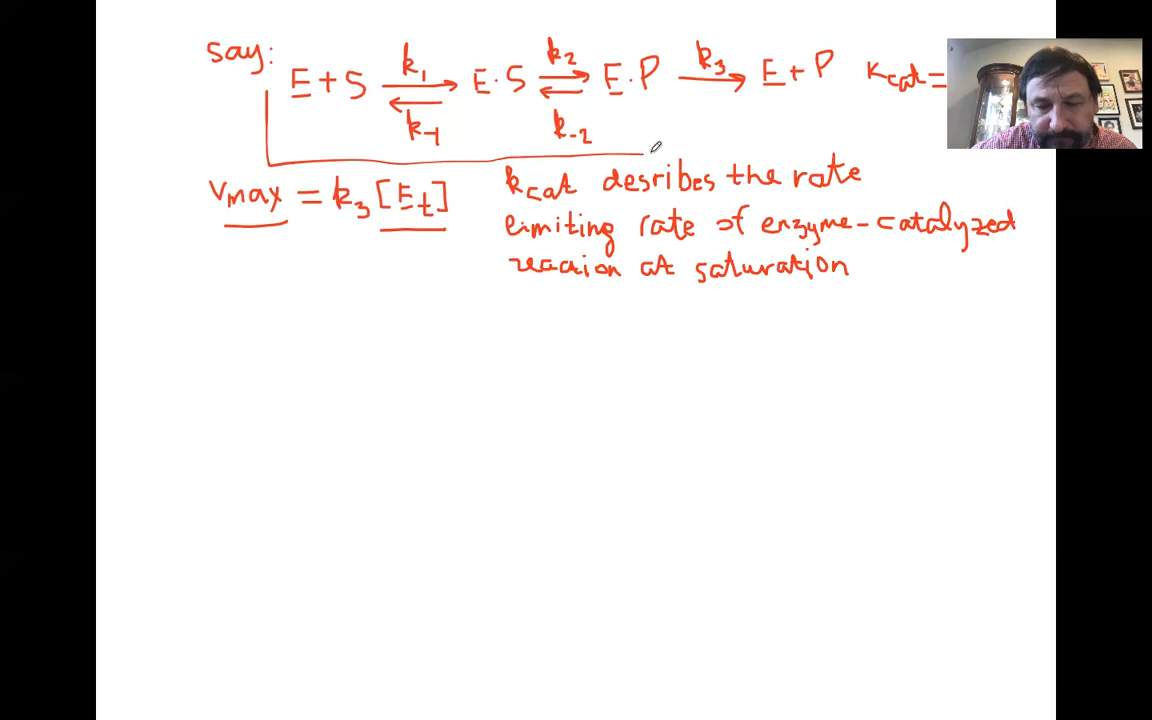 say:
E + S k1 k-1 E·S k2 k-2 E·P k3 E + P kcat =
vmax = k3 [Et]
kcat desribes the rate
limiting rate of enzyme-catalyzed
reacion at saturation